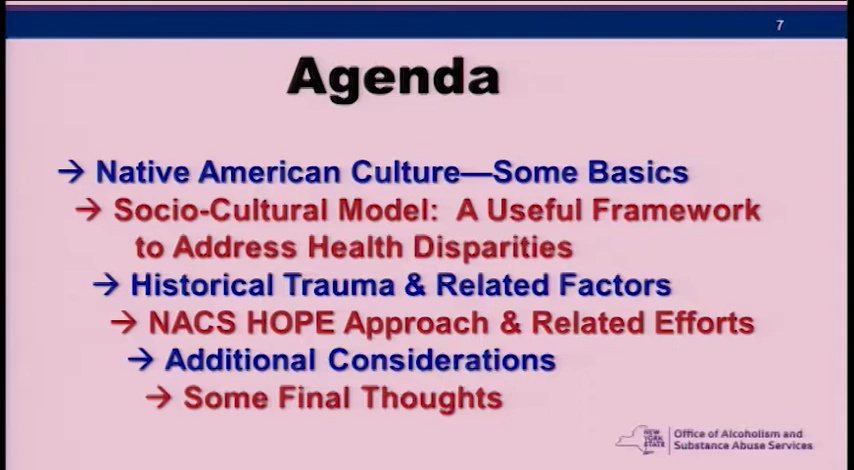 7
Agenda
→ Native American Culture—Some Basics
→ Socio-Cultural Model: A Useful Framework
to Address Health Disparities
→ Historical Trauma & Related Factors
→ NACS HOPE Approach & Related Efforts
→ Additional Considerations
→ Some Final Thoughts
NEW
YORK
STATE
Office of Alcoholism and
Substance Abuse Services